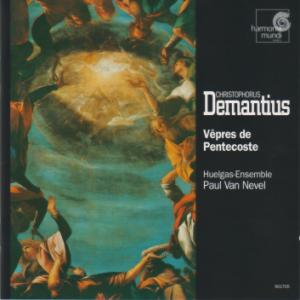 harmonia
mundi
CHRISTOPHORUS
Demantius
Vêpres de
Pentecoste
Huelgas-Ensemble
Paul Van Nevel